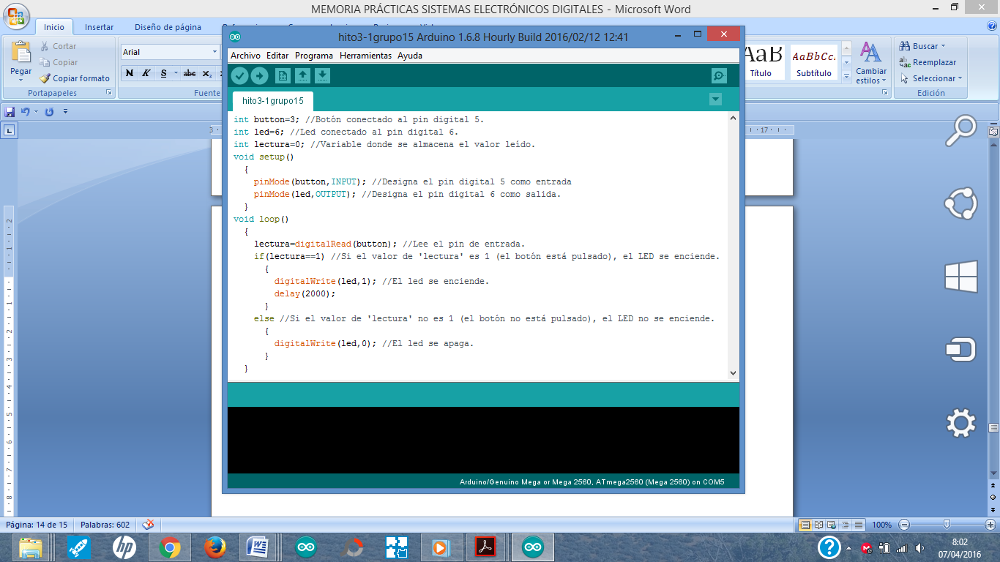 MEMORIA PRÁCTICAS SISTEMAS ELECTRÓNICOS DIGITALES - Microsoft Word
Inicio Insertar Diseño de página
hito3-1grupo15 Arduino 1.6.8 Hourly Build 2016/02/12 12:41
Archivo Editar Programa Herramientas Ayuda
Pegar
Cortar
Copiar
Copiar formato
Portapapeles
Arial
N K S abc x₂
Fuente
AaB AaBbCc
Título Subtítulo
Cambiar estilos
Buscar
Reemplazar
Seleccionar
Edición
hito3-1grupo15
int button=3; //Botón conectado al pin digital 5.
int led=6; //Led conectado al pin digital 6.
int lectura=0; //Variable donde se almacena el valor leído.
void setup()
{
pinMode(button,INPUT); //Designa el pin digital 5 como entrada
pinMode(led,OUTPUT); //Designa el pin digital 6 como salida.
}
void loop()
{
lectura=digitalRead(button); //Lee el pin de entrada.
if(lectura==1) //Si el valor de 'lectura' es 1 (el botón está pulsado), el LED se enciende.
{
digitalWrite(led,1); //El led se enciende.
delay(2000);
}
else //Si el valor de 'lectura' no es 1 (el botón no está pulsado), el LED no se enciende.
{
digitalWrite(led,0); //El led se apaga.
}
}
Arduino/Genuino Mega or Mega 2560, ATmega2560 (Mega 2560) on COM5
Página: 14 de 15 Palabras: 602 100%
8:02
07/04/2016